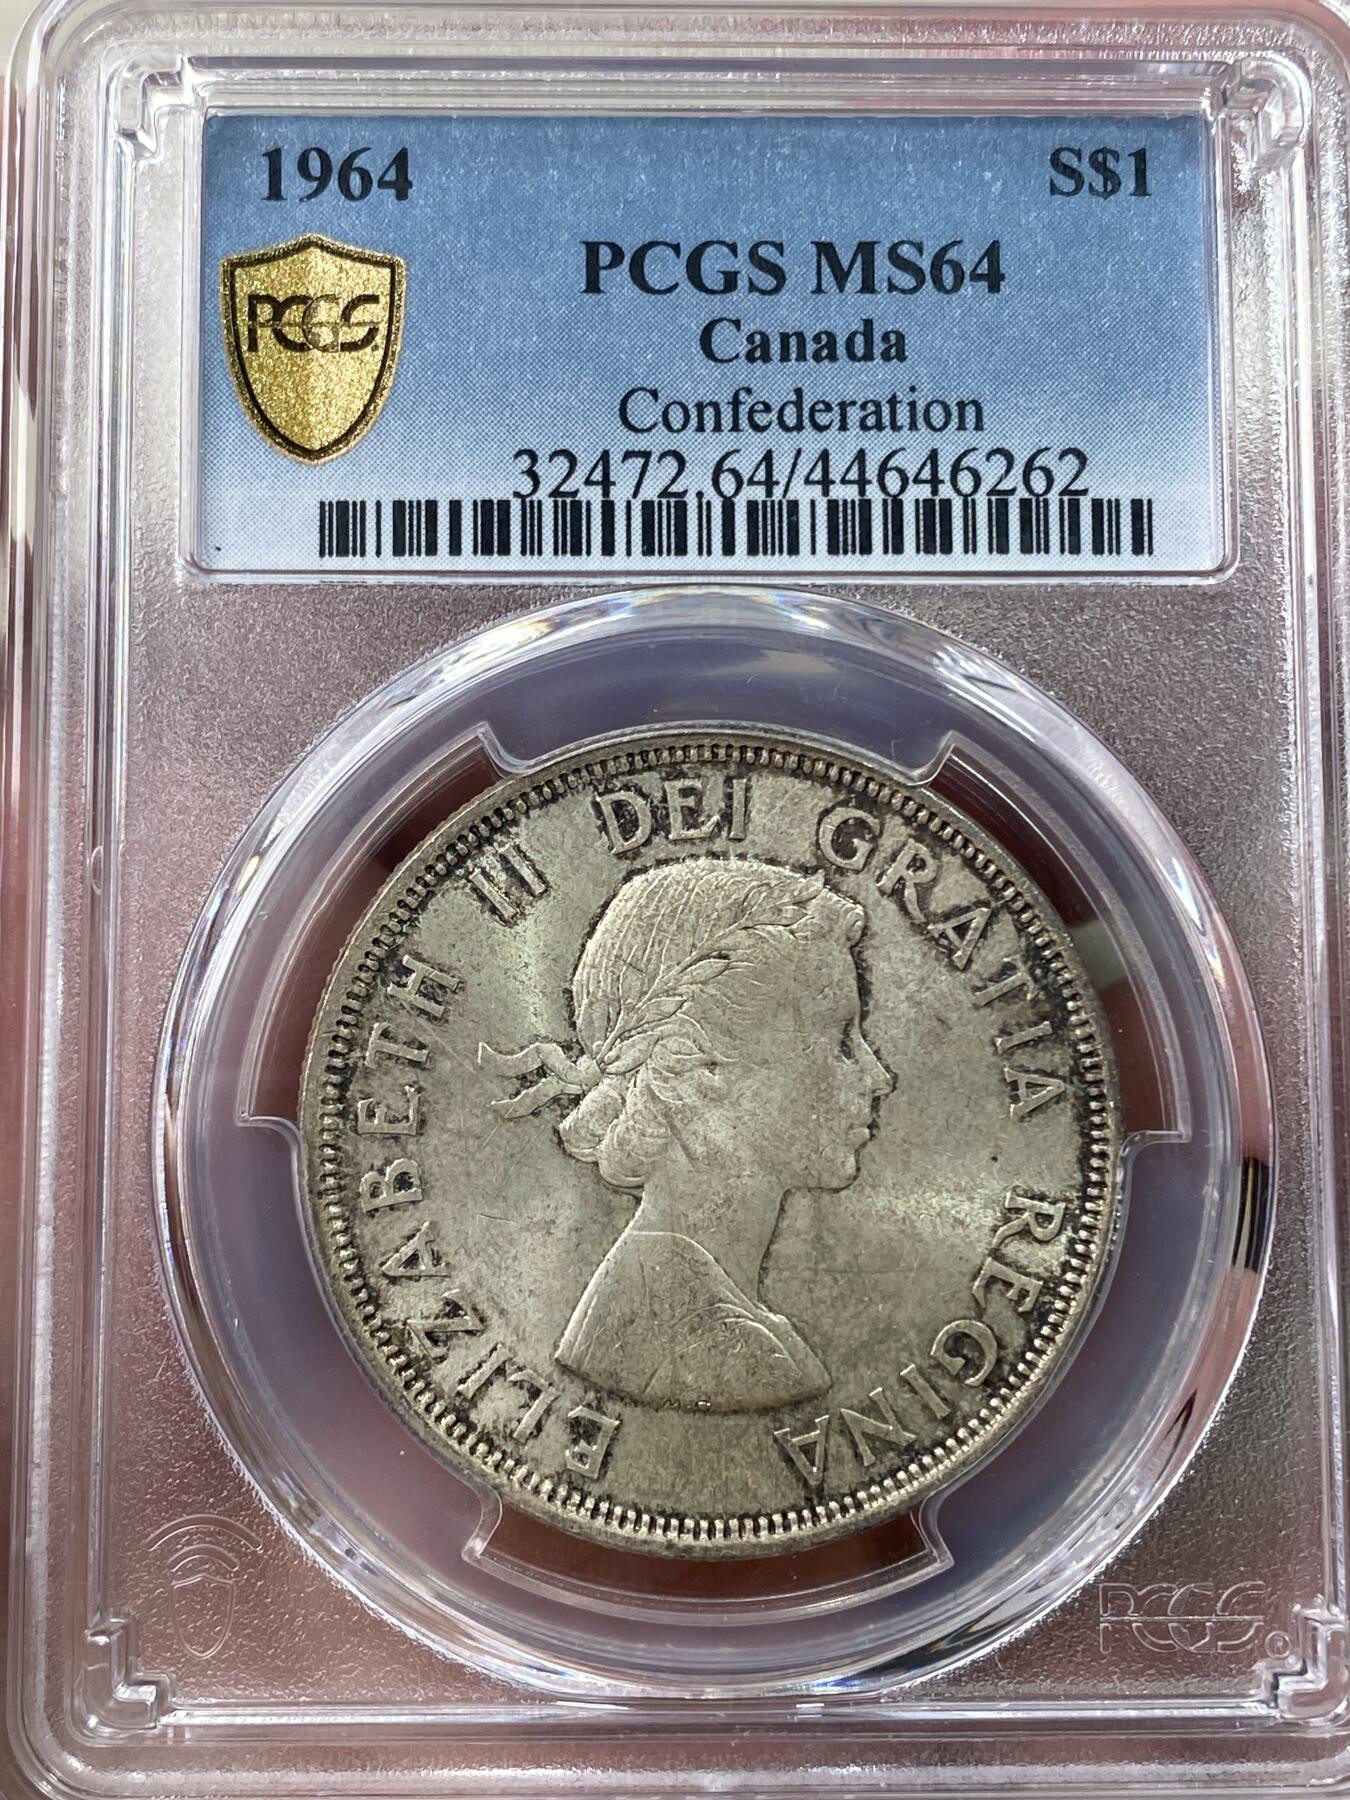 1964 S$1
PCGS MS64
PCGS
Canada
Confederation
32472.64/44646262
ELIZABETH II DEI GRATIA REGINA
PCGS